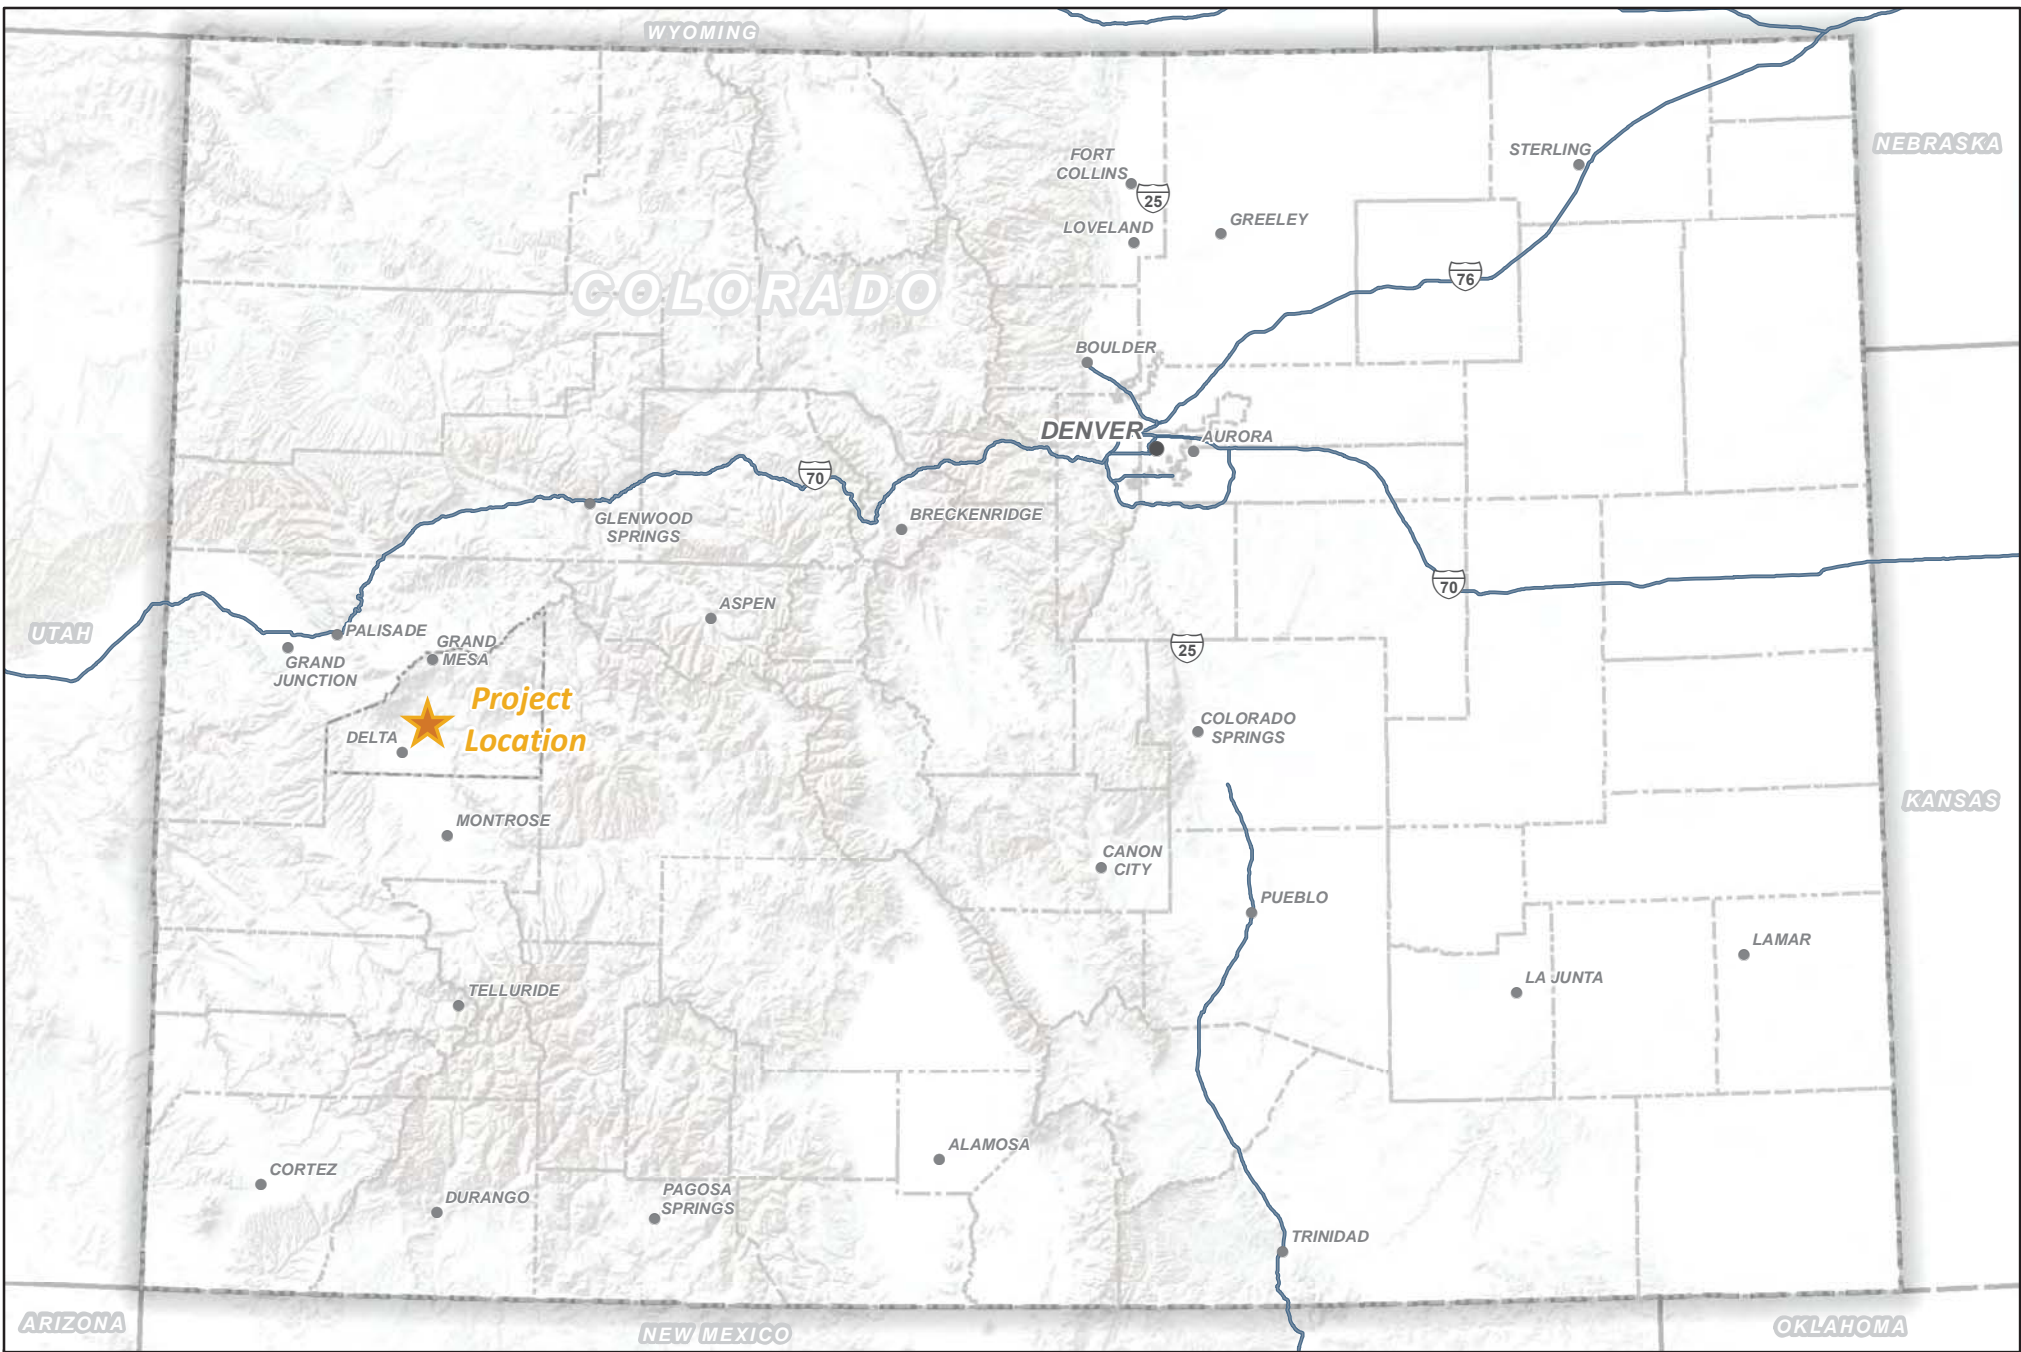 WYOMING
NEBRASKA
FORT
COLLINS
25
STERLING
LOVELAND
GREELEY
COLORADO
76
BOULDER
DENVER
AURORA
70
GLENWOOD
SPRINGS
BRECKENRIDGE
70
ASPEN
UTAH
PALISADE
GRAND
MESA
GRAND
JUNCTION
25
Project
Location
DELTA
COLORADO
SPRINGS
KANSAS
MONTROSE
CANON
CITY
PUEBLO
LAMAR
LA JUNTA
TELLURIDE
ALAMOSA
CORTEZ
DURANGO
PAGOSA
SPRINGS
TRINIDAD
ARIZONA
NEW MEXICO
OKLAHOMA